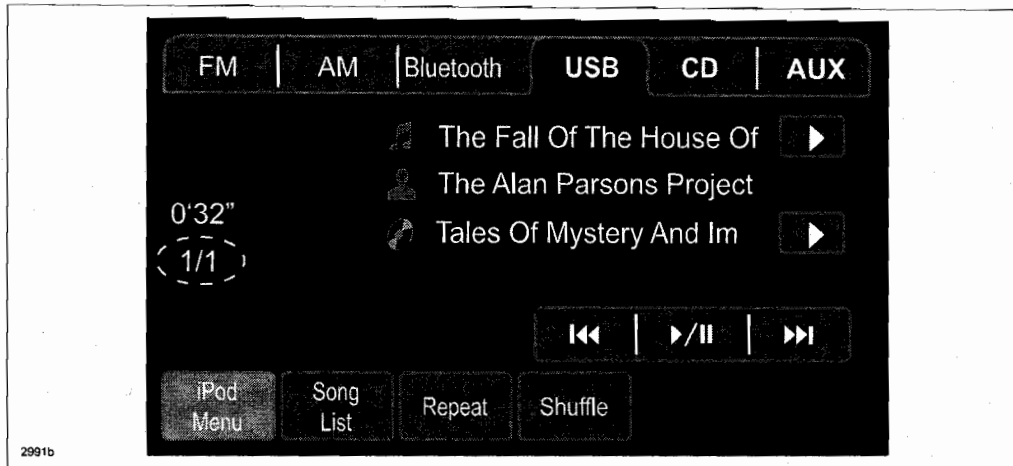 FM AM Bluetooth USB CD AUX
The Fall Of The House Of
The Alan Parsons Project
0'32"
Tales Of Mystery And Im
1/1
iPod Menu Song List Repeat Shuffle
2991b